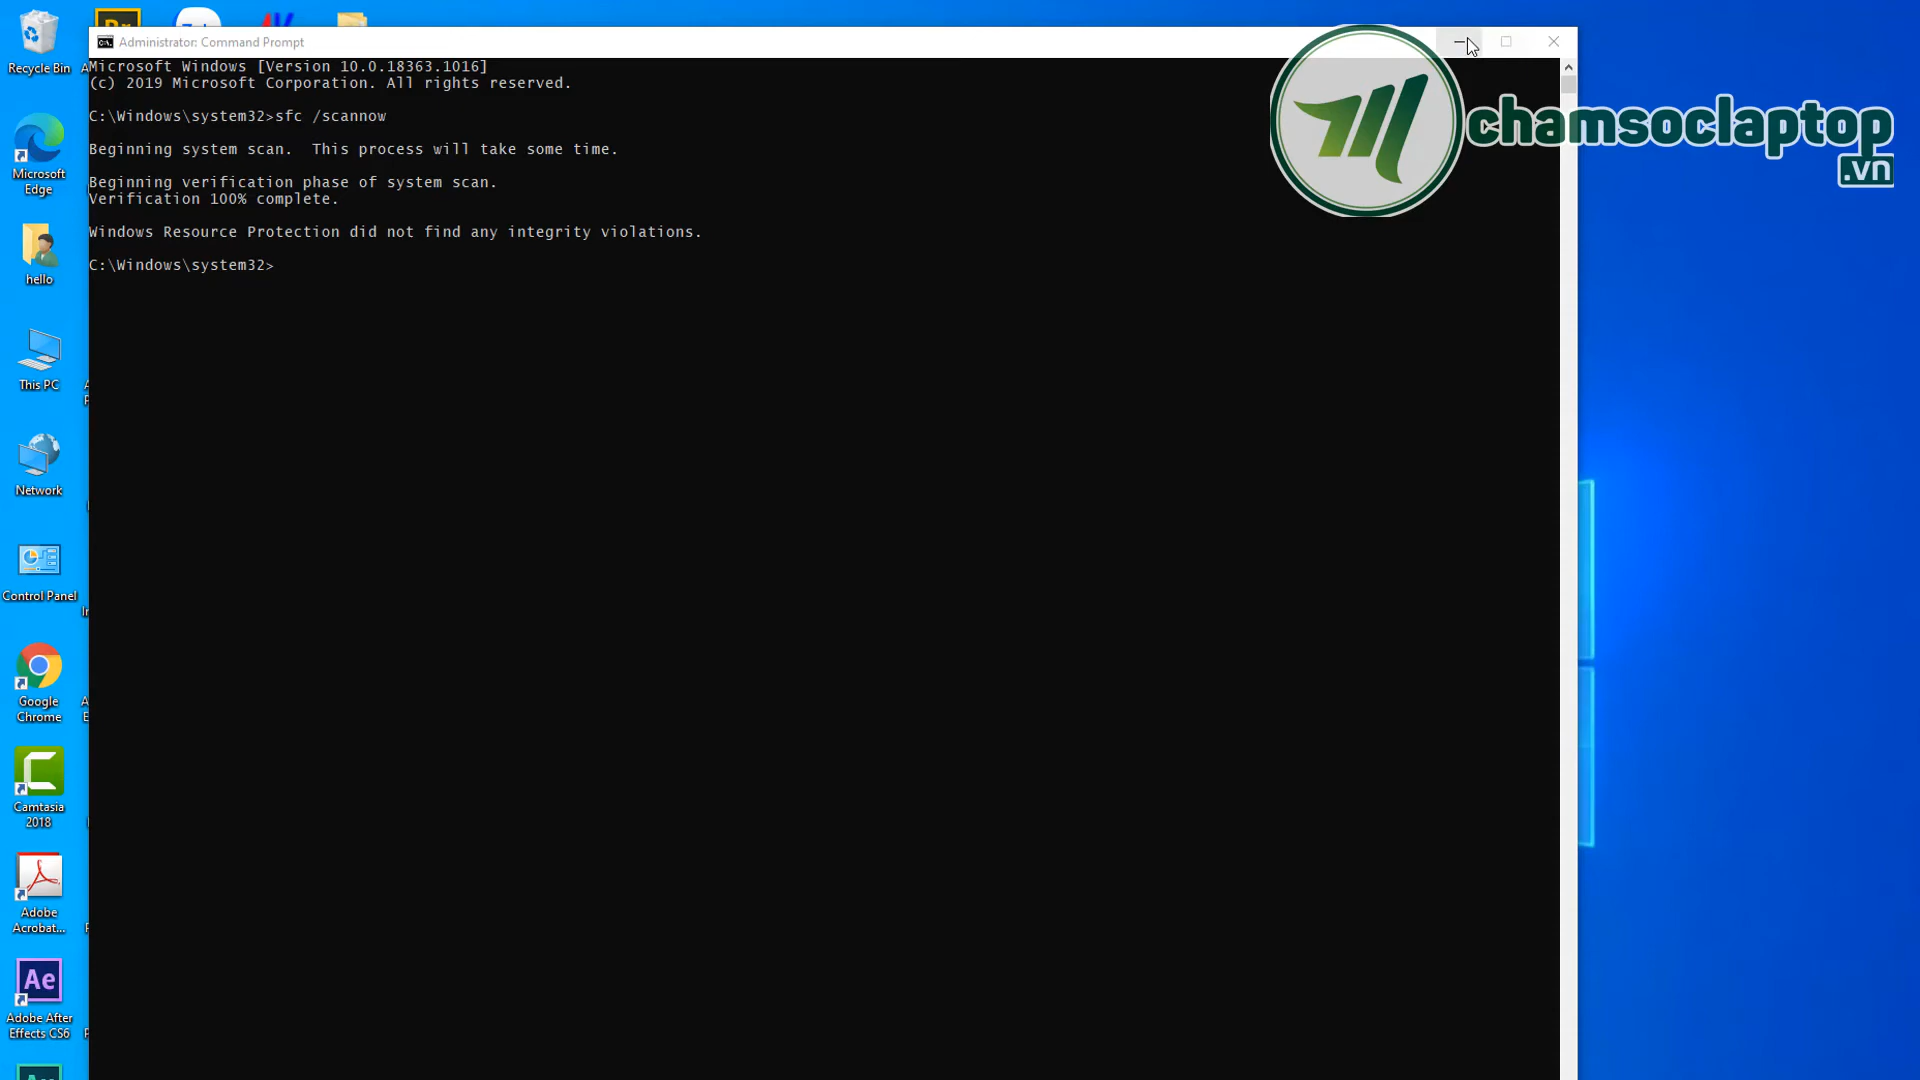 Administrator: Command Prompt
Microsoft Windows [Version 10.0.18363.1016]
(c) 2019 Microsoft Corporation. All rights reserved.
C:\Windows\system32>sfc /scannow
Beginning system scan.  This process will take some time.
Beginning verification phase of system scan.
Verification 100% complete.
Windows Resource Protection did not find any integrity violations.
C:\Windows\system32>
chamsoclaptop
.vn
Recycle Bin
Microsoft
Edge
hello
This PC
Network
Control Panel
Google
Chrome
Camtasia
2018
Adobe
Acrobat...
Ae
Adobe After
Effects CS6